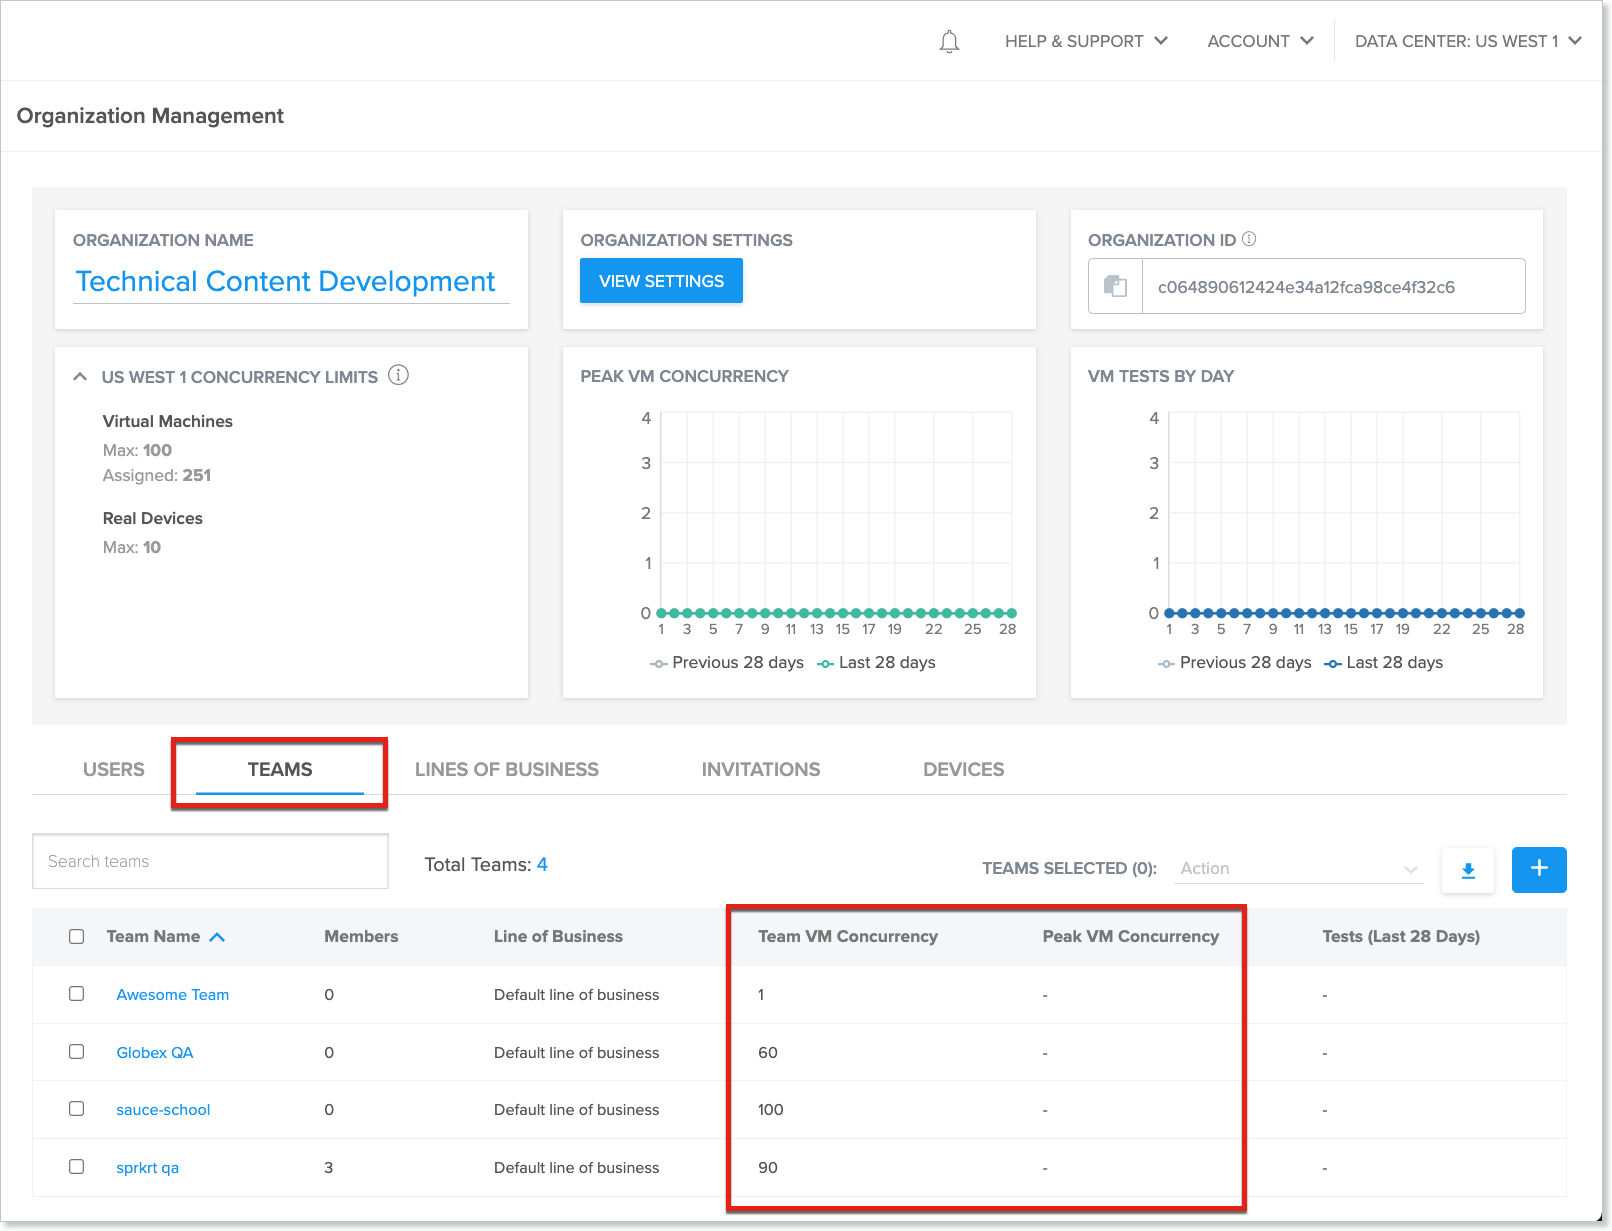 HELP & SUPPORT ACCOUNT DATA CENTER: US WEST 1
Organization Management
ORGANIZATION NAME
Technical Content Development
ORGANIZATION SETTINGS
VIEW SETTINGS
ORGANIZATION ID
c064890612424e34a12fca98ce4f32c6
US WEST 1 CONCURRENCY LIMITS
Virtual Machines
Max: 100
Assigned: 251
Real Devices
Max: 10
PEAK VM CONCURRENCY
4
3
2
1
0
1 3 5 7 9 11 13 15 17 19 22 25 28
Previous 28 days Last 28 days
VM TESTS BY DAY
4
3
2
1
0
1 3 5 7 9 11 13 15 17 19 22 25 28
Previous 28 days Last 28 days
USERS TEAMS LINES OF BUSINESS INVITATIONS DEVICES
Search teams Total Teams: 4 TEAMS SELECTED (0): Action +
Team Name Members Line of Business Team VM Concurrency Peak VM Concurrency Tests (Last 28 Days)
Awesome Team 0 Default line of business 1 - -
Globex QA 0 Default line of business 60 - -
sauce-school 0 Default line of business 100 - -
sprkrt qa 3 Default line of business 90 - -